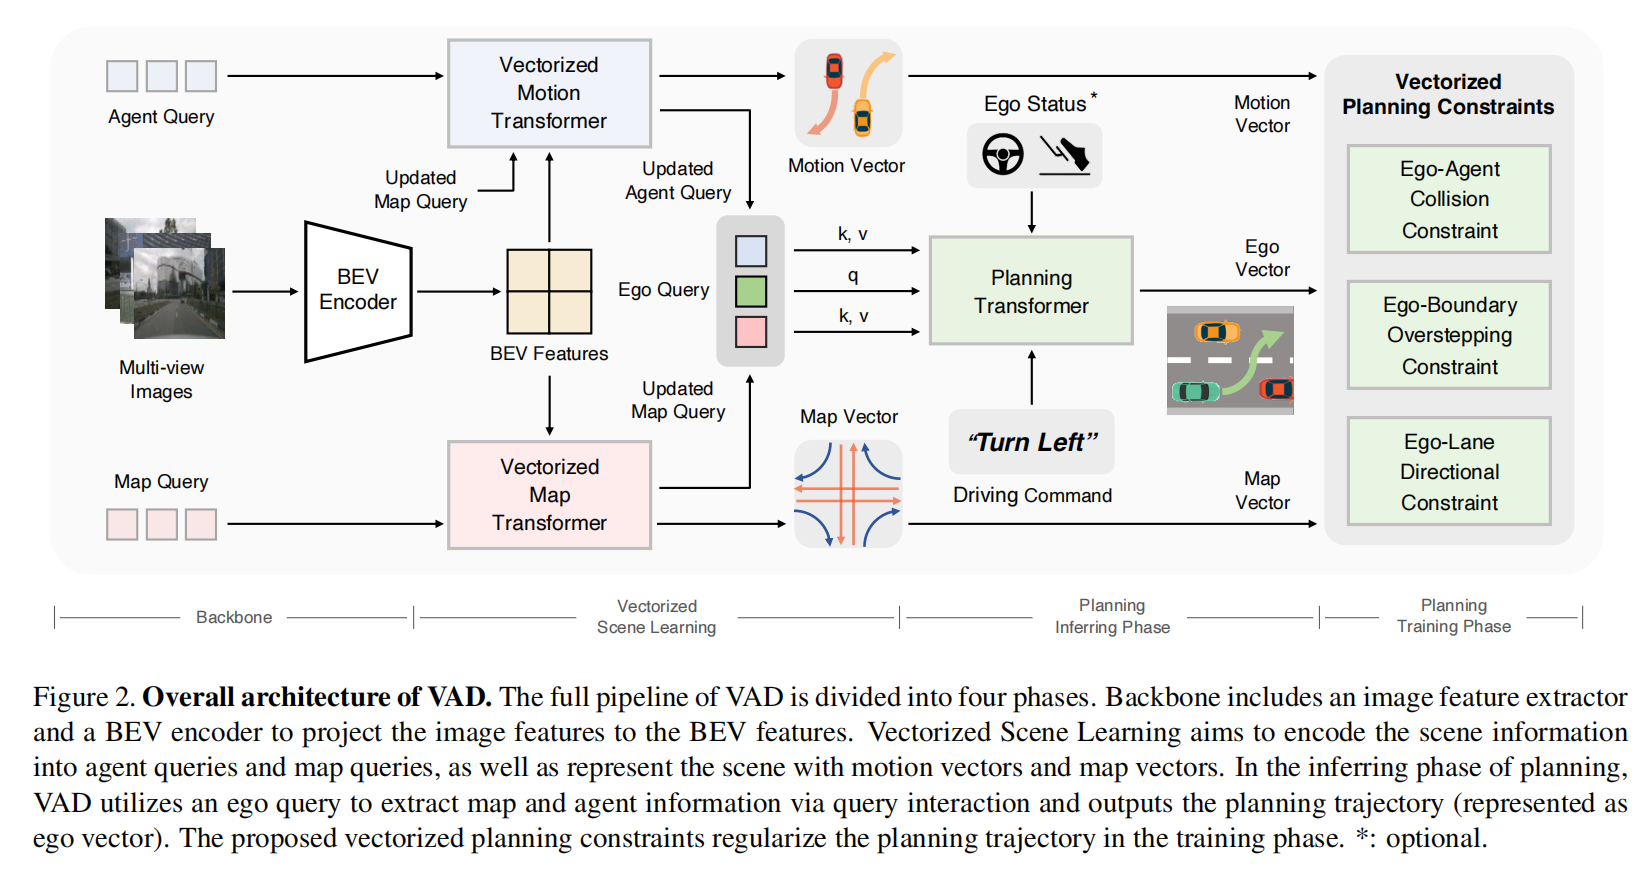 Agent Query
Vectorized
Motion
Transformer
Updated
Map Query
Updated
Agent Query
Motion Vector
Ego Status*
Motion
Vector
Multi-view
Images
BEV
Encoder
BEV Features
Ego Query
k, v
q
k, v
Planning
Transformer
Ego
Vector
Map Query
Vectorized
Map
Transformer
Updated
Map Query
Map Vector
“Turn Left”
Driving Command
Map
Vector
Vectorized
Planning Constraints
Ego-Agent
Collision
Constraint
Ego-Boundary
Overstepping
Constraint
Ego-Lane
Directional
Constraint
Backbone
Vectorized
Scene Learning
Planning
Inferring Phase
Planning
Training Phase
Figure 2. Overall architecture of VAD. The full pipeline of VAD is divided into four phases. Backbone includes an image feature extractor
and a BEV encoder to project the image features to the BEV features. Vectorized Scene Learning aims to encode the scene information
into agent queries and map queries, as well as represent the scene with motion vectors and map vectors. In the inferring phase of planning,
VAD utilizes an ego query to extract map and agent information via query interaction and outputs the planning trajectory (represented as
ego vector). The proposed vectorized planning constraints regularize the planning trajectory in the training phase. *: optional.